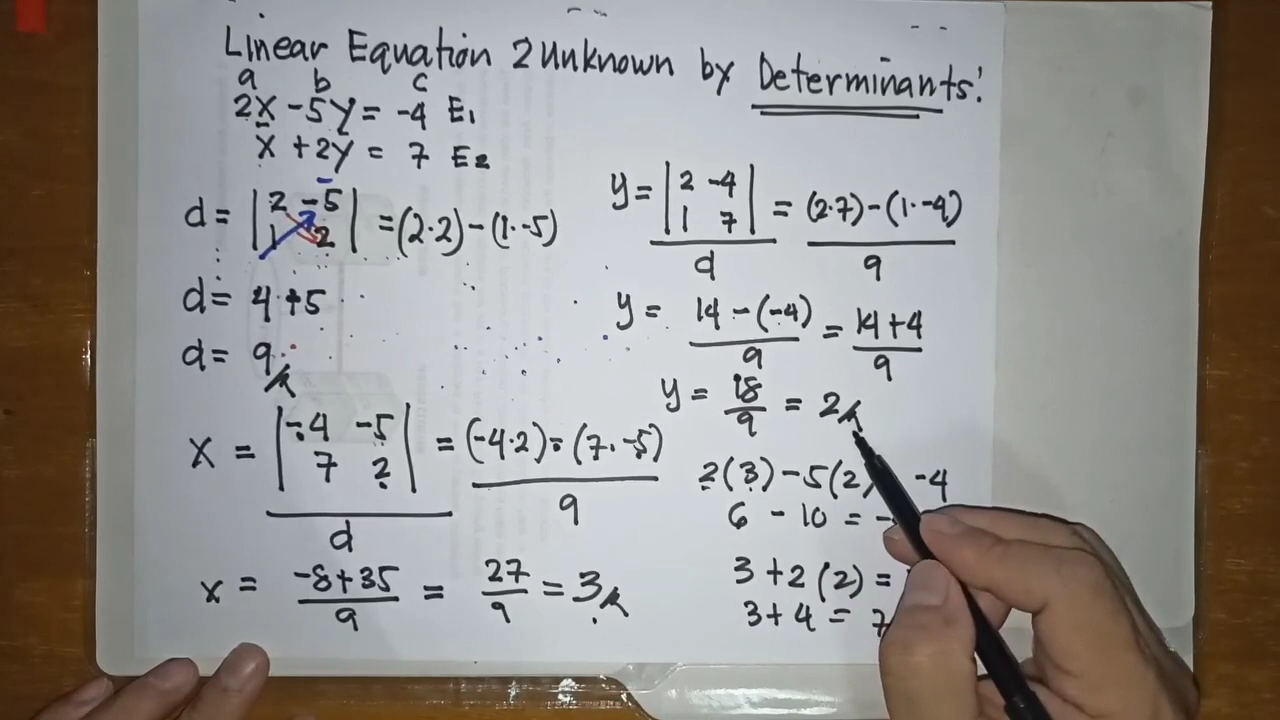 Linear Equation 2 Unknown by Determinants:
a b c
2x - 5y = -4 E1
x + 2y = 7 E2
d = | 2 -5 | = (2·2) - (1·-5)
| 1 2 |
d = 4 + 5
d = 9
x = | -4 -5 | = (-4·2) - (7·-5)
| 7 2 |
d 9
x = -8+35 = 27 = 3
9 9
y = | 2 -4 | = (2·7) - (1·-4)
| 1 7 |
d 9
y = 14 - (-4) = 14+4
9 9
y = 18 = 2
9
2(3) - 5(2) -4
6 - 10 = -
3 + 2(2) =
3 + 4 = 7